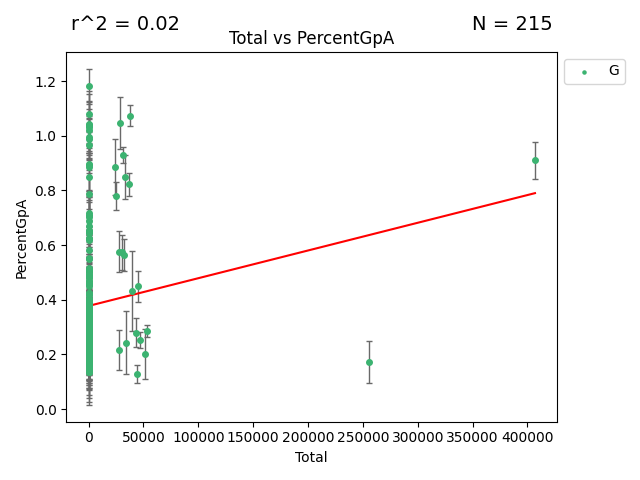 r^2 = 0.02
N = 215
Total vs PercentGpA
G
1.2
1.0
0.8
0.6
0.4
0.2
0.0
PercentGpA
0 50000 100000 150000 200000 250000 300000 350000 400000
Total